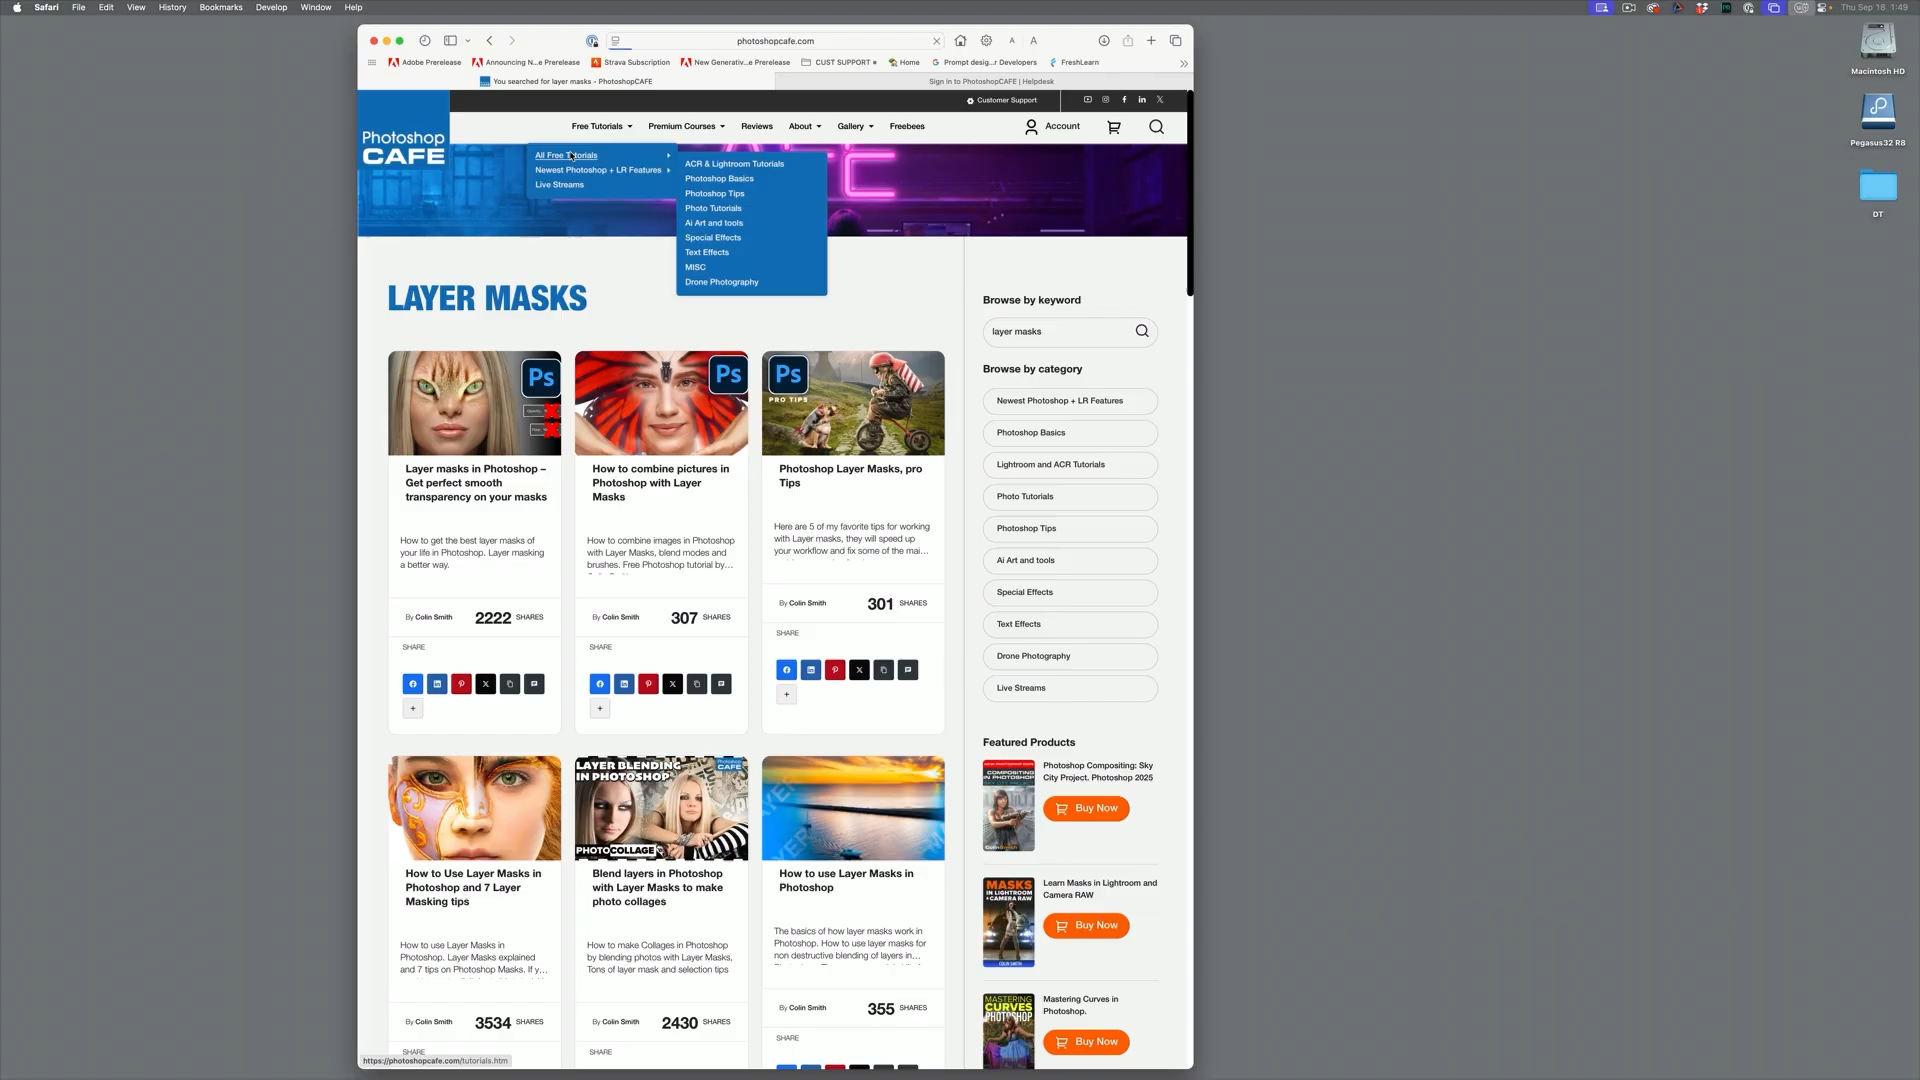 Safari File Edit View History Bookmarks Develop Window Help
Thu Sep 18 1:49
photoshopcafe.com
A A
Adobe Prerelease
Announcing N...e Prerelease
Strava Subscription
New Generativ...e Prerelease
CUST SUPPORT
Home
Prompt desig...r Developers
FreshLearn
You searched for layer masks - PhotoshopCAFE
Sign in to PhotoshopCAFE | Helpdesk
Customer Support
Photoshop
CAFE
Free Tutorials
Premium Courses
Reviews
About
Gallery
Freebees
Account
All Free Tutorials
Newest Photoshop + LR Features
Live Streams
ACR & Lightroom Tutorials
Photoshop Basics
Photoshop Tips
Photo Tutorials
Ai Art and tools
Special Effects
Text Effects
MISC
Drone Photography
LAYER MASKS
Ps
Layer masks in Photoshop –
Get perfect smooth
transparency on your masks
How to get the best layer masks of
your life in Photoshop. Layer masking
a better way.
By Colin Smith
2222 SHARES
SHARE
Ps
How to combine pictures in
Photoshop with Layer
Masks
How to combine images in Photoshop
with Layer Masks, blend modes and
brushes. Free Photoshop tutorial by...
By Colin Smith
307 SHARES
SHARE
Ps
PRO TIPS
Photoshop Layer Masks, pro
Tips
Here are 5 of my favorite tips for working
with Layer masks, they will speed up
your workflow and fix some of the mai...
By Colin Smith
301 SHARES
SHARE
How to Use Layer Masks in
Photoshop and 7 Layer
Masking tips
How to use Layer Masks in
Photoshop. Layer Masks explained
and 7 tips on Photoshop Masks. If y...
By Colin Smith
3534 SHARES
SHARE
LAYER BLENDING
IN PHOTOSHOP
Photoshop
CAFE
PHOTO COLLAGE
Blend layers in Photoshop
with Layer Masks to make
photo collages
How to make Collages in Photoshop
by blending photos with Layer Masks,
Tons of layer mask and selection tips
By Colin Smith
2430 SHARES
SHARE
How to use Layer Masks in
Photoshop
The basics of how layer masks work in
Photoshop. How to use layer masks for
non destructive blending of layers in...
By Colin Smith
355 SHARES
SHARE
Browse by keyword
layer masks
Browse by category
Newest Photoshop + LR Features
Photoshop Basics
Lightroom and ACR Tutorials
Photo Tutorials
Photoshop Tips
Ai Art and tools
Special Effects
Text Effects
Drone Photography
Live Streams
Featured Products
COMPOSITING
IN PHOTOSHOP
Photoshop Compositing: Sky
City Project. Photoshop 2025
Buy Now
MASKS
IN LIGHTROOM
+CAMERA RAW
COLIN SMITH
Learn Masks in Lightroom and
Camera RAW
Buy Now
MASTERING
CURVES
PHOTOSHOP
Mastering Curves in
Photoshop.
Buy Now
https://photoshopcafe.com/tutorials.htm
Macintosh HD
Pegasus32 R8
DT